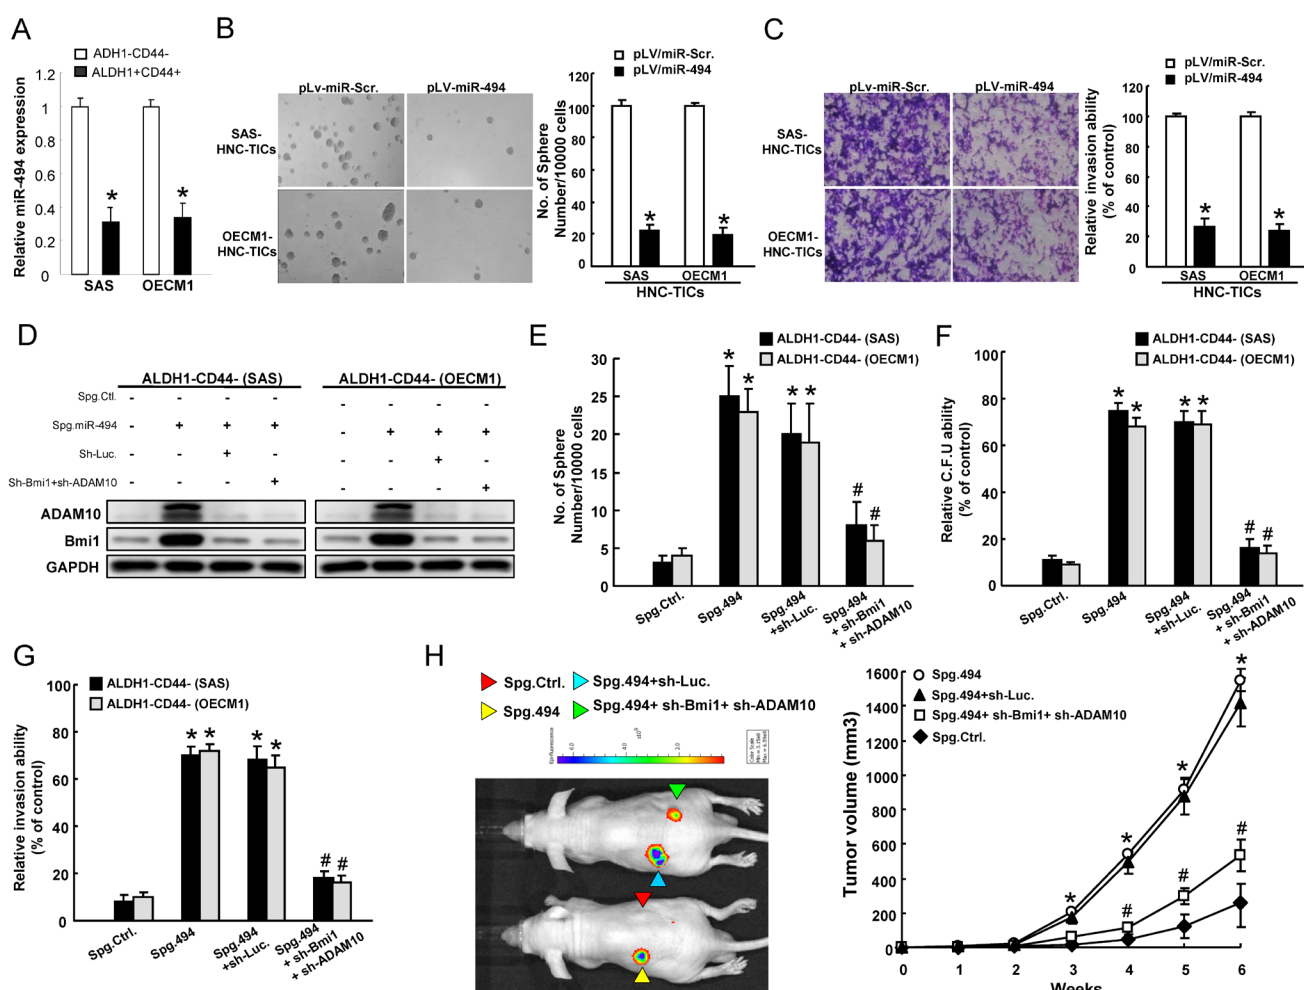 A
ADH1-CD44-
ALDH1+CD44+
Relative miR-494 expression
1.2
1
0.8
0.6
0.4
0.2
0
*
*
SAS
OECM1
B
pLv-miR-Scr.
pLV-miR-494
SAS-
HNC-TICs
OECM1-
HNC-TICs
pLV/miR-Scr.
pLV/miR-494
No. of Sphere
Number/10000 cells
120
100
80
60
40
20
0
*
*
SAS
OECM1
HNC-TICs
C
pLv-miR-Scr.
pLV-miR-494
SAS-
HNC-TICs
OECM1-
HNC-TICs
pLV/miR-Scr.
pLV/miR-494
Relative invasion ability
(% of control)
120
100
80
60
40
20
0
*
*
SAS
OECM1
HNC-TICs
D
ALDH1-CD44- (SAS)
ALDH1-CD44- (OECM1)
Spg.Ctl. - - - - - - - -
Spg.miR-494 - + + + - + + +
Sh-Luc. - - + - - - + -
Sh-Bmi1+sh-ADAM10 - - - + - - - +
ADAM10
Bmi1
GAPDH
E
ALDH1-CD44- (SAS)
ALDH1-CD44- (OECM1)
No. of Sphere
Number/10000 cells
30
25
20
15
10
5
0
* *
* *
# #
Spg.Ctrl.
Spg.494
Spg.494
+sh-Luc.
Spg.494
+ sh-Bmi1
+ sh-ADAM10
F
ALDH1-CD44- (SAS)
ALDH1-CD44- (OECM1)
Relative C.F.U ability
(% of control)
100
80
60
40
20
0
* *
* *
# #
Spg.Ctrl.
Spg.494
Spg.494
+sh-Luc.
Spg.494
+ sh-Bmi1
+ sh-ADAM10
G
ALDH1-CD44- (SAS)
ALDH1-CD44- (OECM1)
Relative invasion ability
(% of control)
100
80
60
40
20
0
* *
* *
# #
Spg.Ctrl.
Spg.494
Spg.494
+sh-Luc.
Spg.494
+ sh-Bmi1
+ sh-ADAM10
H
Spg.Ctrl.
Spg.494+sh-Luc.
Spg.494
Spg.494+ sh-Bmi1+ sh-ADAM10
6.0
4.0
2.0
Color Scale
Spg.494
Spg.494+sh-Luc.
Spg.494+ sh-Bmi1+ sh-ADAM10
Spg.Ctrl.
Tumor volume (mm3)
1600
1400
1200
1000
800
600
400
200
0
* * * *
# # #
0 1 2 3 4 5 6
Weeks